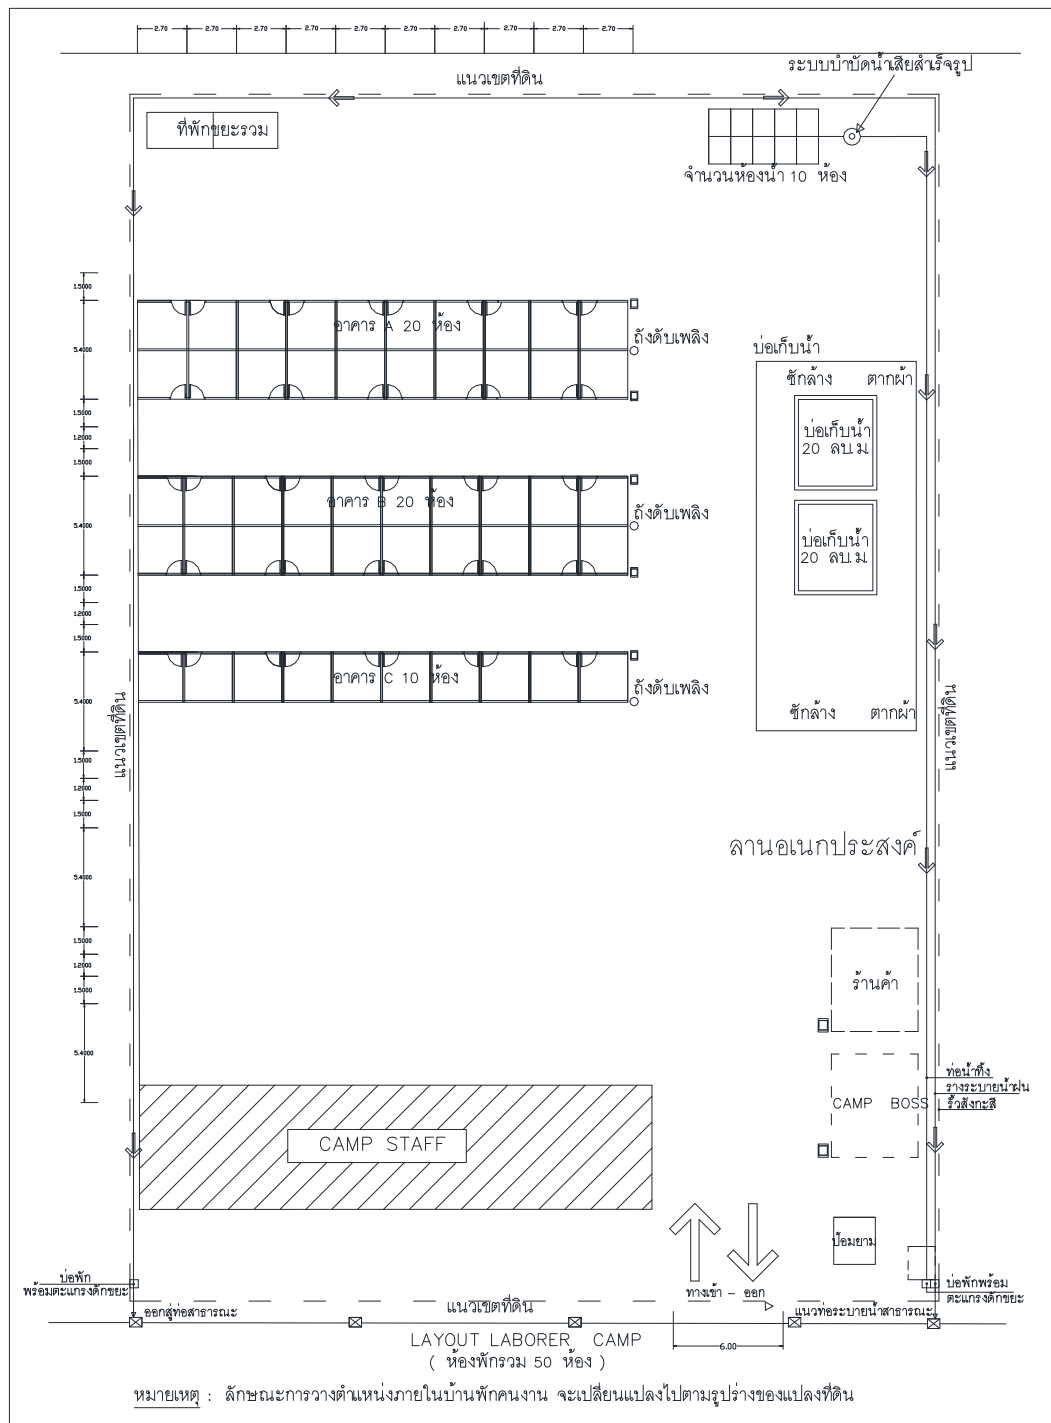 2.70 2.70 2.70 2.70 2.70 2.70 2.70 2.70 2.70 2.70
ระบบบำบัดน้ำเสียสำเร็จรูป
แนวเขตที่ดิน
ที่พักขยะรวม
จำนวนห้องน้ำ 10 ห้อง
1.5000
อาคาร A 20 ห้อง
ถังดับเพลิง
5.4000
บ่อเก็บน้ำ
ซักล้าง ตากผ้า
1.5000
1.2000
1.5000
บ่อเก็บน้ำ
20 ลบ.ม.
อาคาร B 20 ห้อง
ถังดับเพลิง
5.4000
บ่อเก็บน้ำ
20 ลบ.ม.
1.5000
1.2000
1.5000
อาคาร C 10 ห้อง
ถังดับเพลิง
5.4000
ซักล้าง ตากผ้า
แนวเขตที่ดิน
แนวเขตที่ดิน
1.5000
1.2000
1.5000
ลานอเนกประสงค์
5.4000
1.5000
1.2000
1.5000
ร้านค้า
5.4000
ท่อน้ำทิ้ง
รางระบายน้ำฝน
รั้วสังกะสี
CAMP BOSS
CAMP STAFF
ป้อมยาม
บ่อพัก
พร้อมตะแกรงดักขยะ
ทางเข้า - ออก
บ่อพักพร้อม
ตะแกรงดักขยะ
ออกสู่ท่อสาธารณะ
แนวเขตที่ดิน
แนวท่อระบายน้ำสาธารณะ
LAYOUT LABORER CAMP
6.00
( ห้องพักรวม 50 ห้อง )
หมายเหตุ : ลักษณะการวางตำแหน่งภายในบ้านพักคนงาน จะเปลี่ยนแปลงไปตามรูปร่างของแปลงที่ดิน